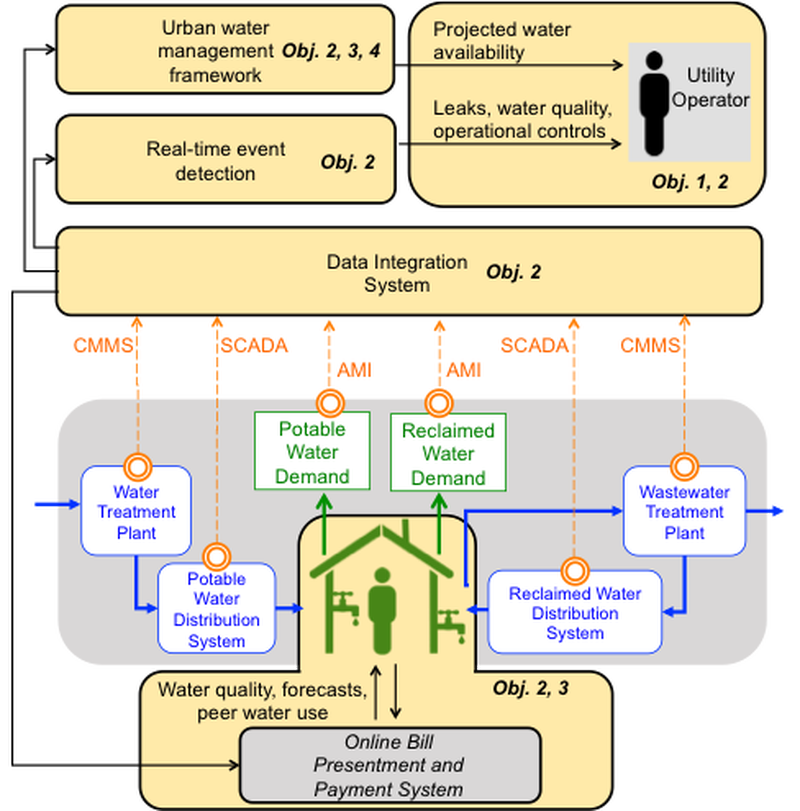 Urban water
management Obj. 2, 3, 4
framework
Projected water
availability
Utility
Operator
Leaks, water quality,
operational controls
Obj. 1, 2
Real-time event
detection
Obj. 2
Data Integration
System
Obj. 2
CMMS
SCADA
AMI
AMI
SCADA
CMMS
Potable
Water
Demand
Reclaimed
Water
Demand
Water
Treatment
Plant
Wastewater
Treatment
Plant
Potable
Water
Distribution
System
Reclaimed Water
Distribution
System
Water quality, forecasts,
peer water use
Obj. 2, 3
Online Bill
Presentment and
Payment System